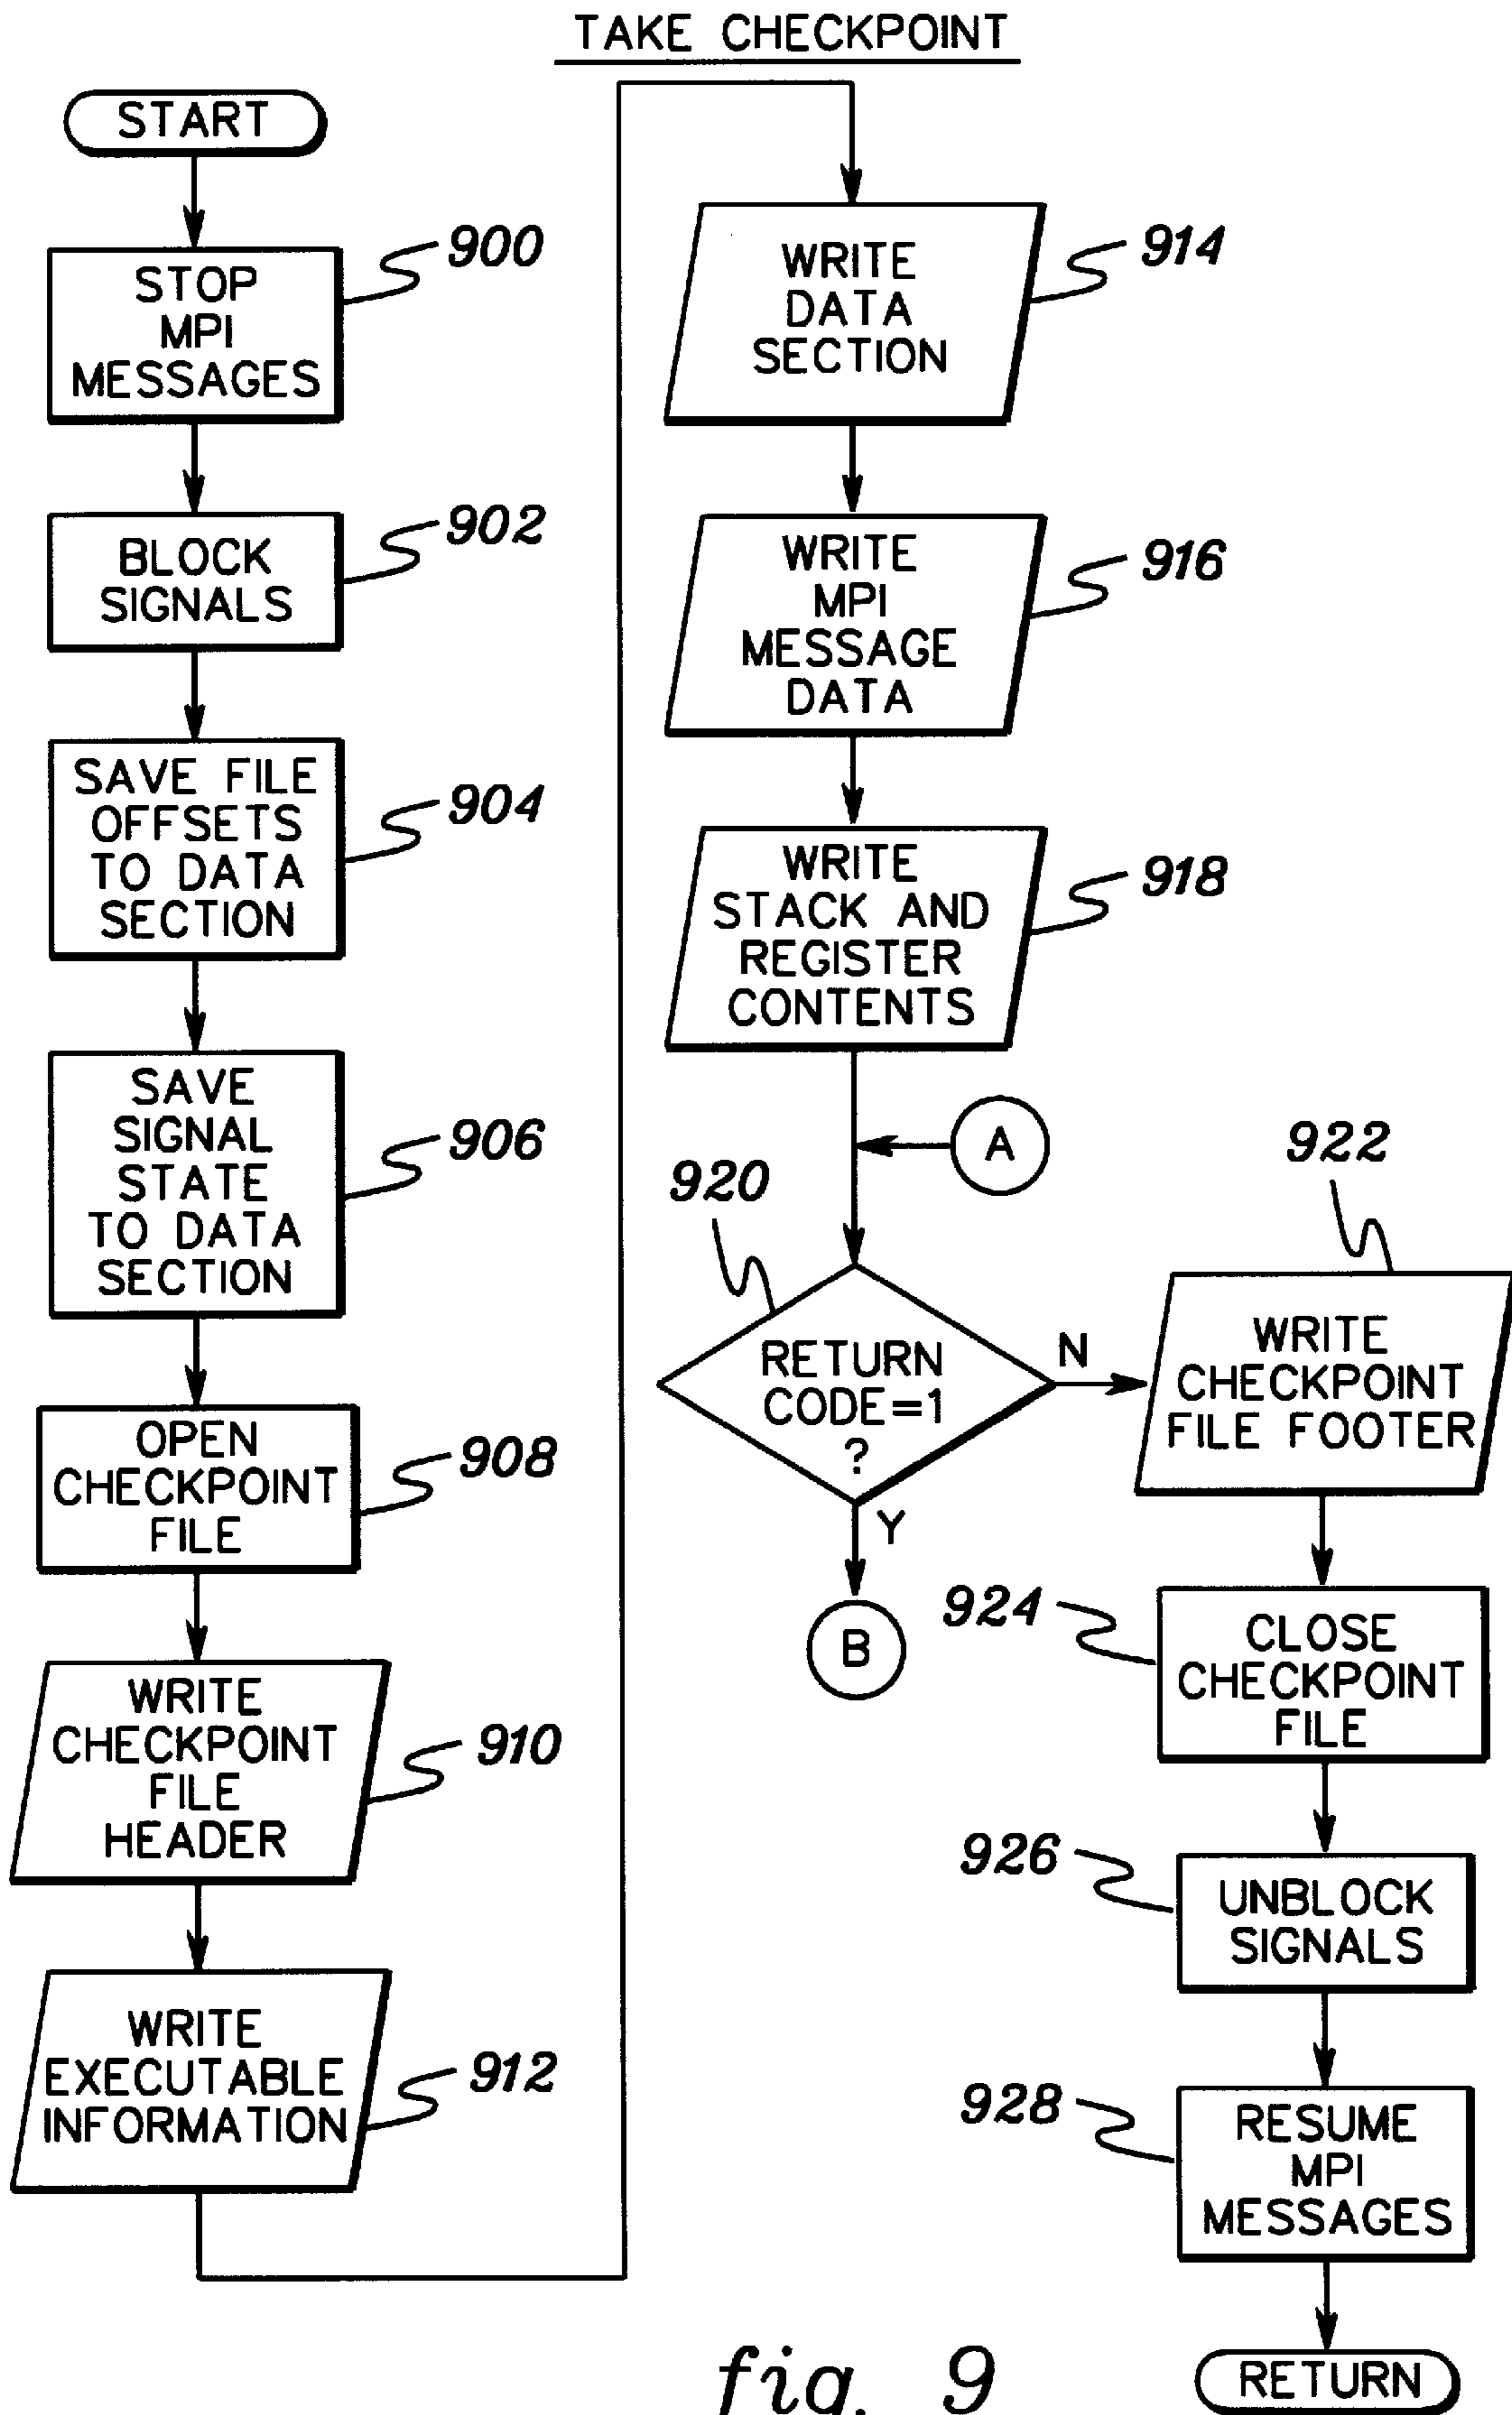 TAKE CHECKPOINT
START
900
STOP
MPI
MESSAGES
902
BLOCK
SIGNALS
904
SAVE FILE
OFFSETS
TO DATA
SECTION
906
SAVE
SIGNAL
STATE
TO DATA
SECTION
908
OPEN
CHECKPOINT
FILE
910
WRITE
CHECKPOINT
FILE
HEADER
912
WRITE
EXECUTABLE
INFORMATION
914
WRITE
DATA
SECTION
916
WRITE
MPI
MESSAGE
DATA
918
WRITE
STACK AND
REGISTER
CONTENTS
A
920
RETURN
CODE=1
?
N
Y
B
922
WRITE
CHECKPOINT
FILE FOOTER
924
CLOSE
CHECKPOINT
FILE
926
UNBLOCK
SIGNALS
928
RESUME
MPI
MESSAGES
RETURN
fig. 9